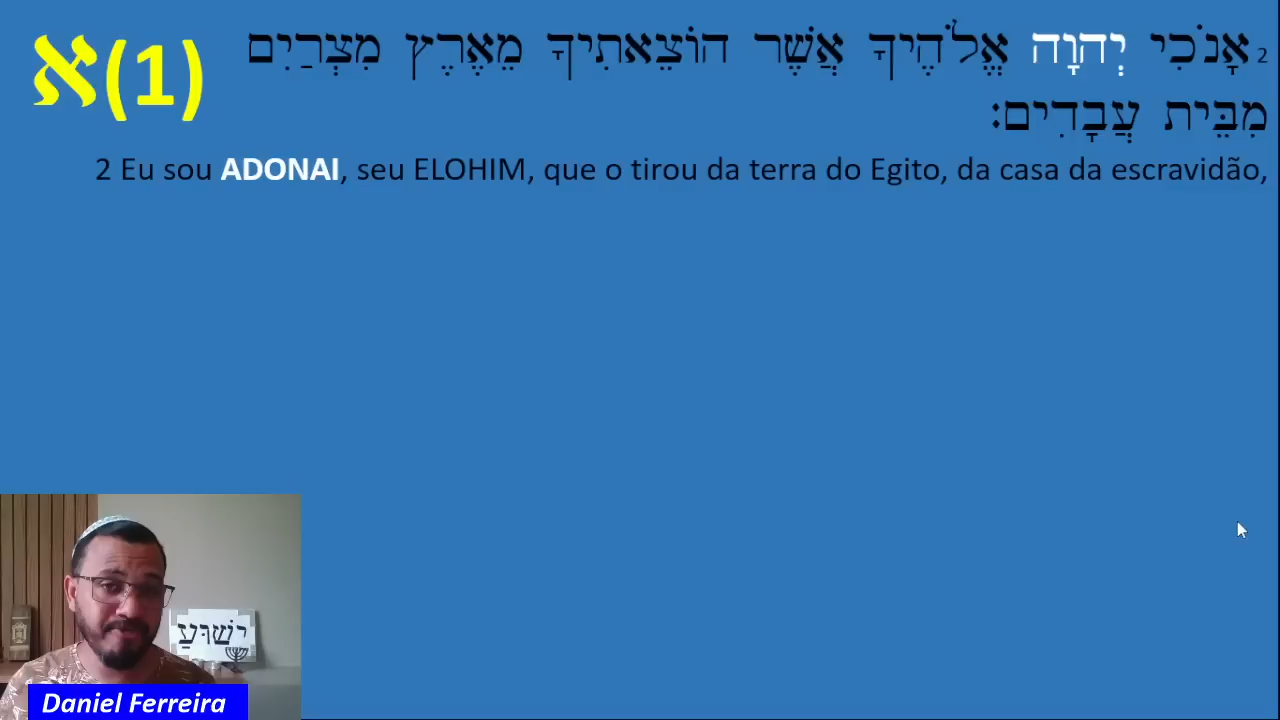 א(1)
2 אָנֹכִי יְהוָה אֱלֹהֶיךָ אֲשֶׁר הוֹצֵאתִיךָ מֵאֶרֶץ מִצְרַיִם
מִבֵּית עֲבָדִים׃
2 Eu sou ADONAI, seu ELOHIM, que o tirou da terra do Egito, da casa da escravidão,
ישׁוּעַ
Daniel Ferreira